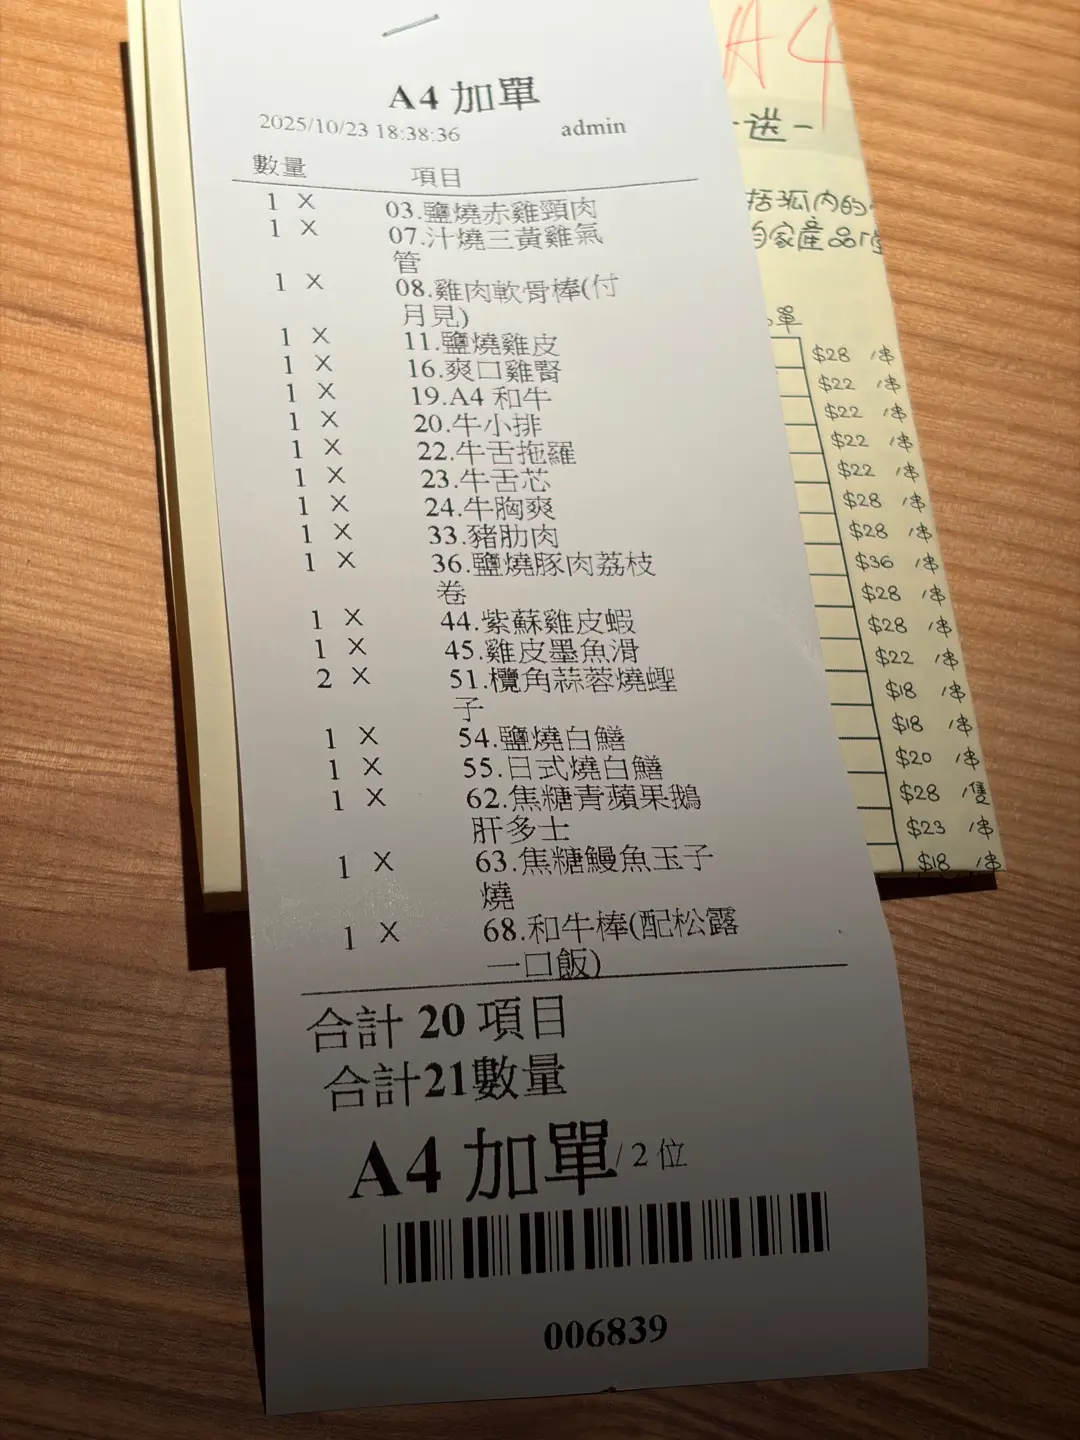 A4 加單
2025/10/23 18:38:36 admin
數量 項目
1 X 03.鹽燒赤雞頸肉
1 X 07.汁燒三黃雞氣
管
1 X 08.雞肉軟骨棒(付
月見)
1 X 11.鹽燒雞皮
1 X 16.爽口雞腎
1 X 19.A4 和牛
1 X 20.牛小排
1 X 22.牛舌拖羅
1 X 23.牛舌芯
1 X 24.牛胸爽
1 X 33.豬肋肉
1 X 36.鹽燒豚肉荔枝
卷
1 X 44.紫蘇雞皮蝦
1 X 45.雞皮墨魚滑
2 X 51.欖角蒜蓉燒蟶
子
1 X 54.鹽燒白鱔
1 X 55.日式燒白鱔
1 X 62.焦糖青蘋果鵝
肝多士
1 X 63.焦糖鰻魚玉子
燒
1 X 68.和牛棒(配松露
一口飯)
合計 20 項目
合計21數量
A4 加單/ 2 位
006839
A4
送一
括弧內的
自家產品
單
$28 /串
$22 /串
$22 /串
$22 /串
$22 /串
$28 /串
$28 /串
$36 /串
$28 /串
$28 /串
$22 /串
$18 /串
$18 /串
$20 /串
$28 /隻
$23 /串
$18 /串